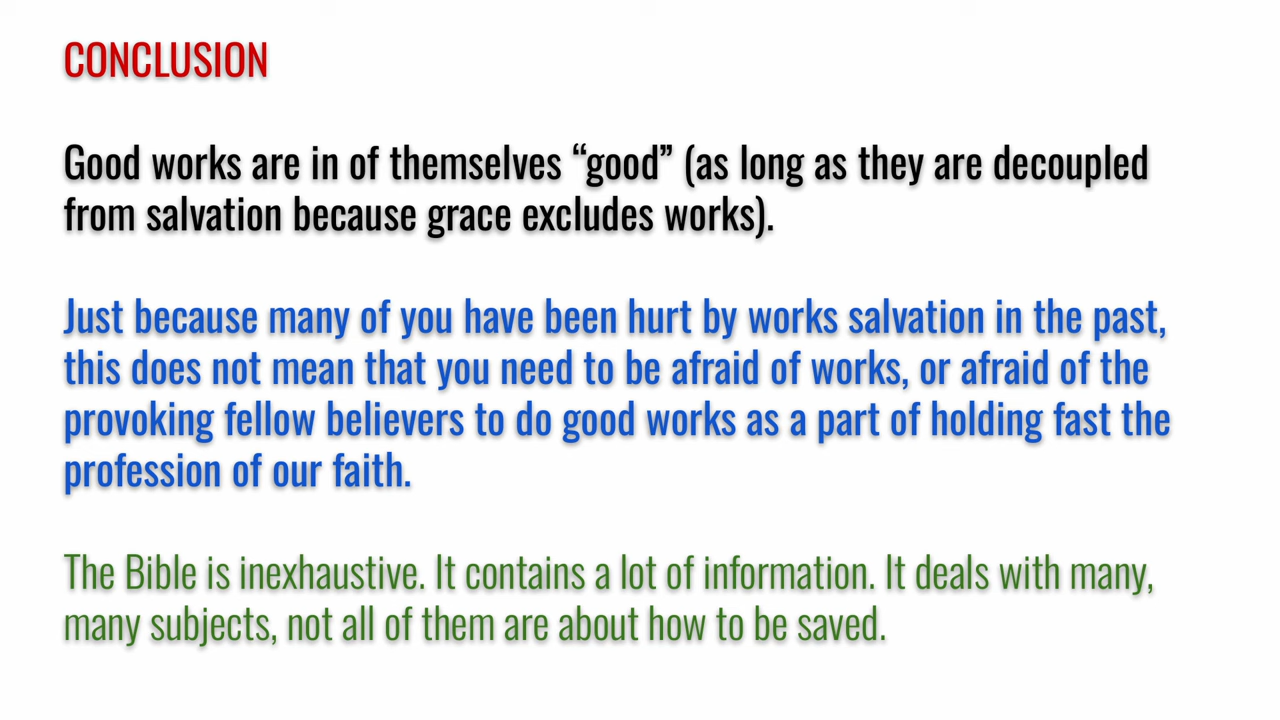 CONCLUSION
Good works are in of themselves “good” (as long as they are decoupled
from salvation because grace excludes works).
Just because many of you have been hurt by works salvation in the past,
this does not mean that you need to be afraid of works, or afraid of the
provoking fellow believers to do good works as a part of holding fast the
profession of our faith.
The Bible is inexhaustive. It contains a lot of information. It deals with many,
many subjects, not all of them are about how to be saved.